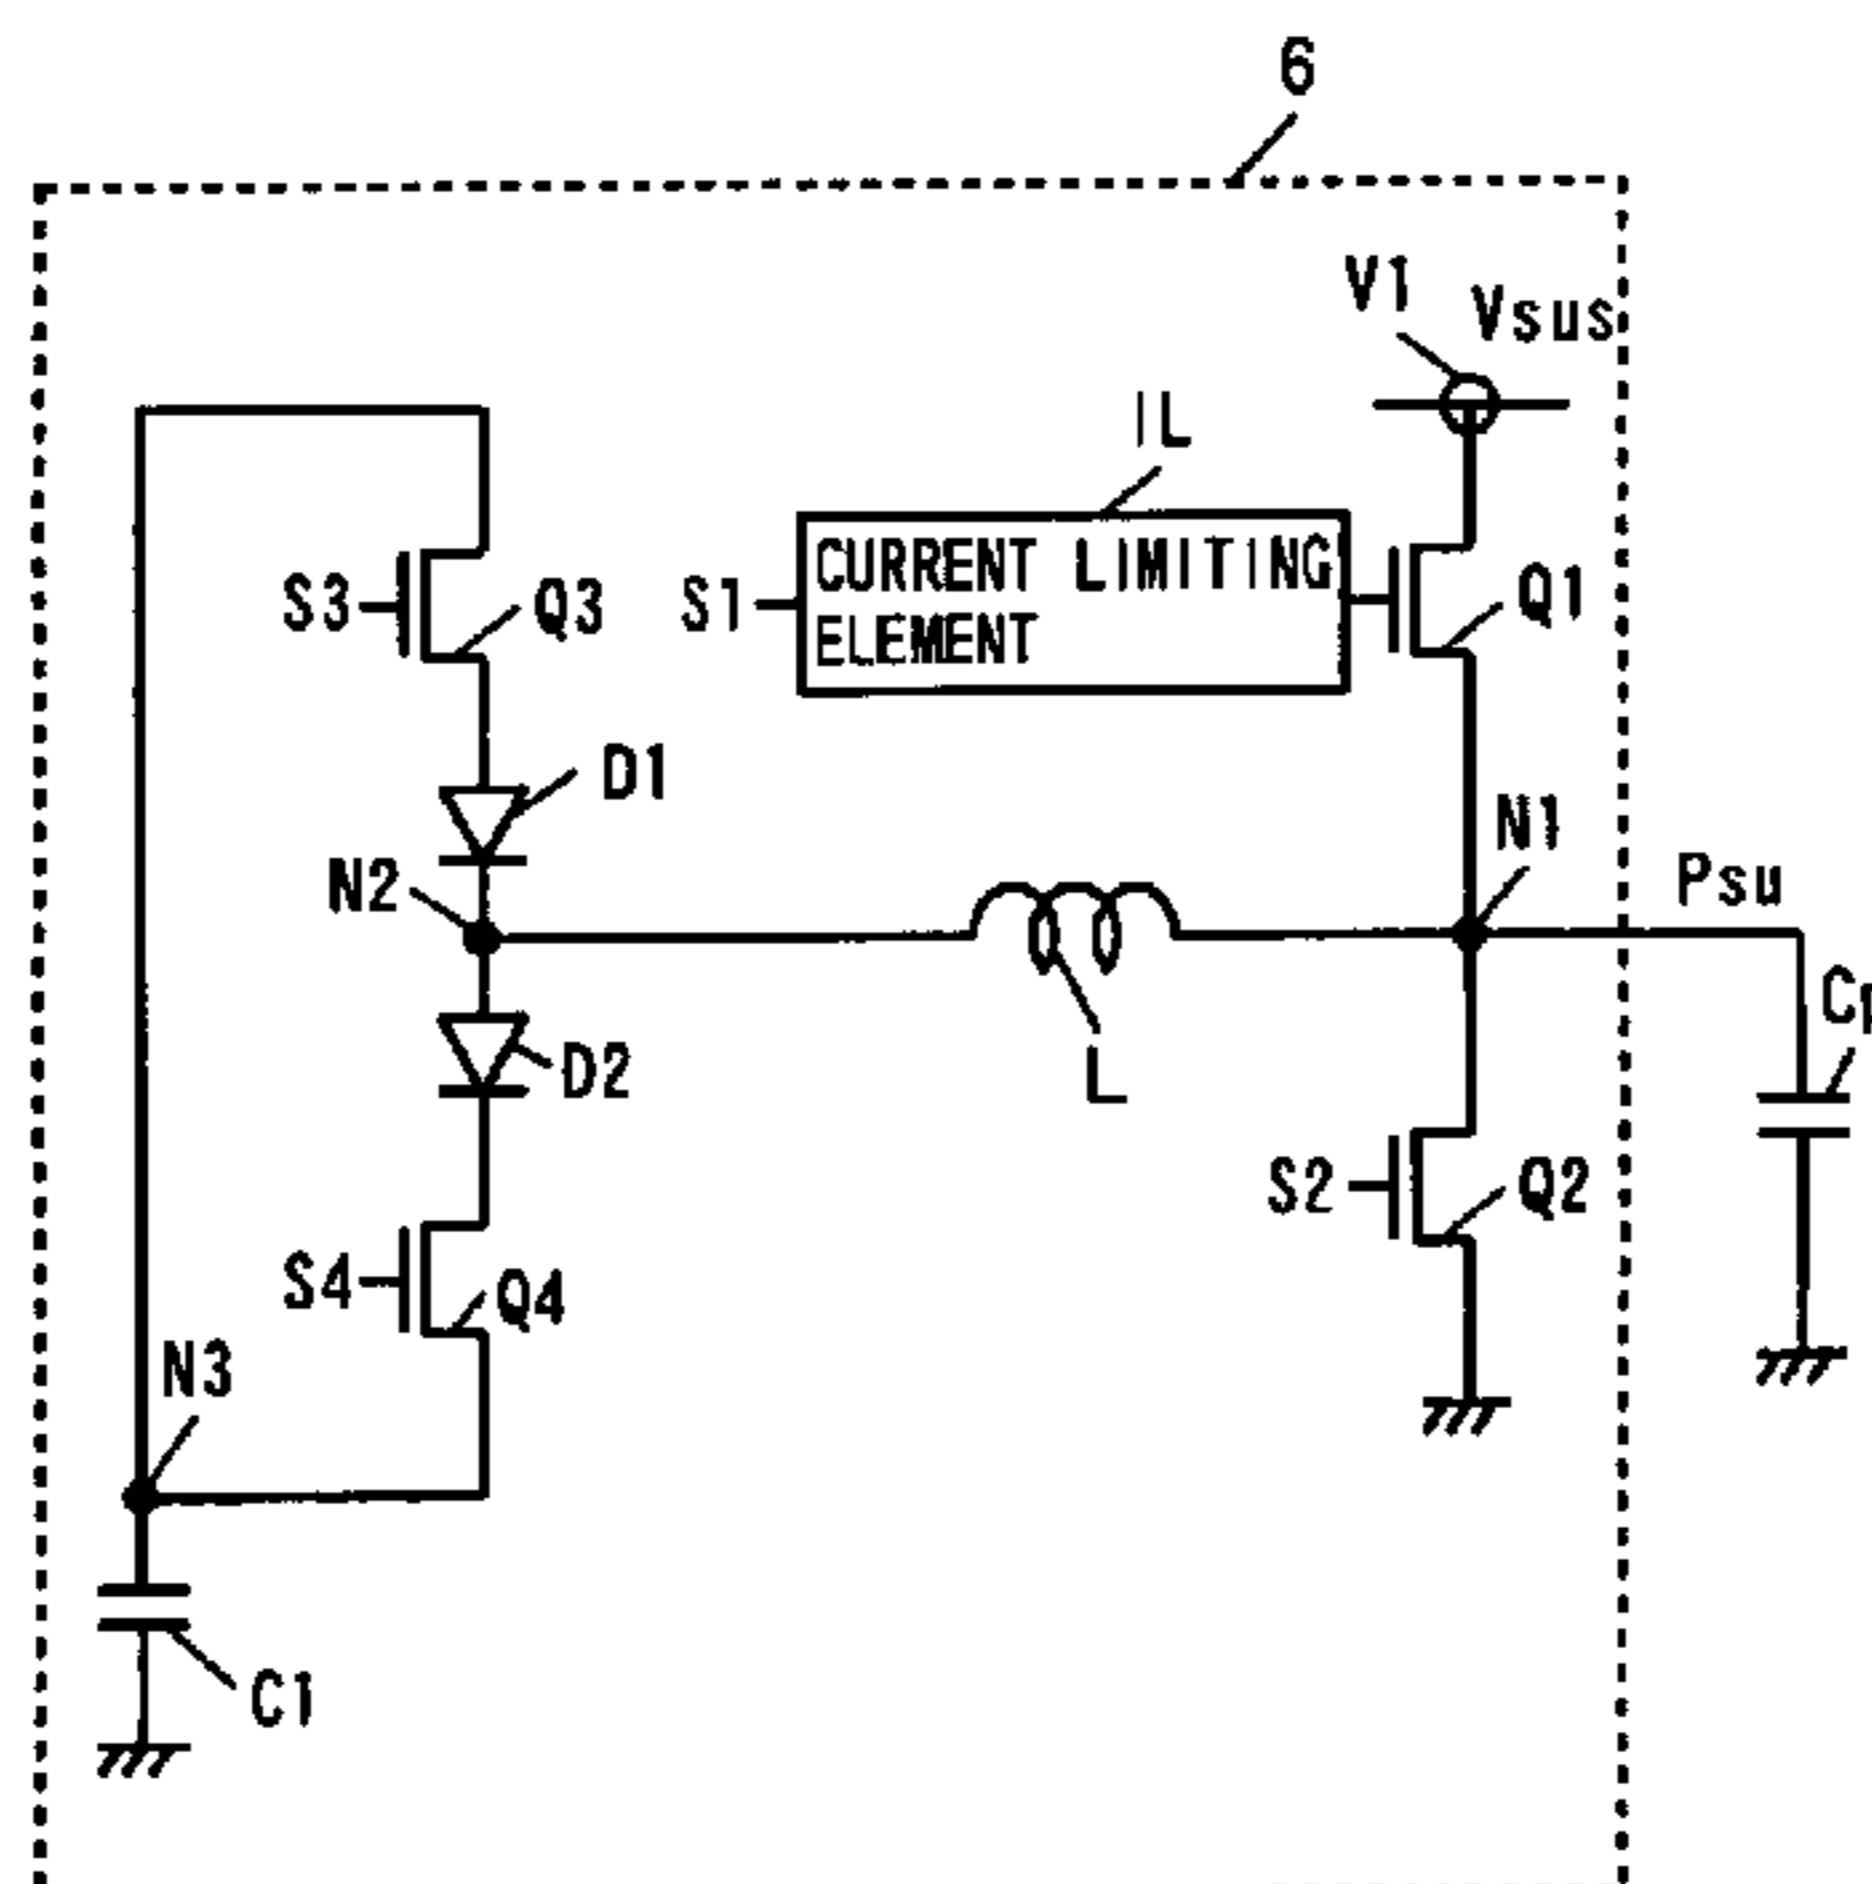 6
V1
Vsus
IL
CURRENT LIMITING
ELEMENT
S3
Q3
S1
Q1
D1
N1
N2
Psu
D2
L
S2
Q2
S4
Q4
N3
C1